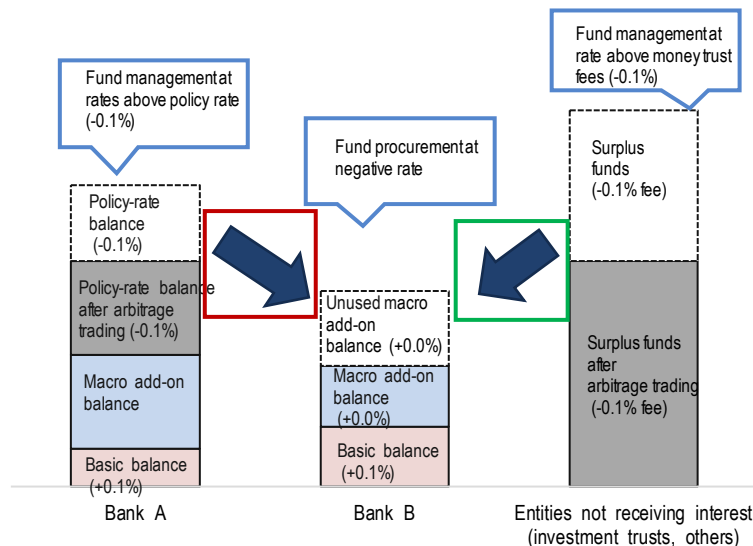 Fund management at
rates above policy rate
(-0.1%)
Fund procurement at
negative rate
Fund management at
rate above money trust
fees (-0.1%)
Policy-rate
balance
(-0.1%)
Policy-rate balance
after arbitrage
trading (-0.1%)
Macro add-on
balance
Basic balance
(+0.1%)
Unused macro
add-on
balance (+0.0%)
Macro add-on
balance
(+0.0%)
Basic balance
(+0.1%)
Surplus
funds
(-0.1% fee)
Surplus funds
after
arbitrage trading
(-0.1% fee)
Bank A
Bank B
Entities not receiving interest
(investment trusts, others)